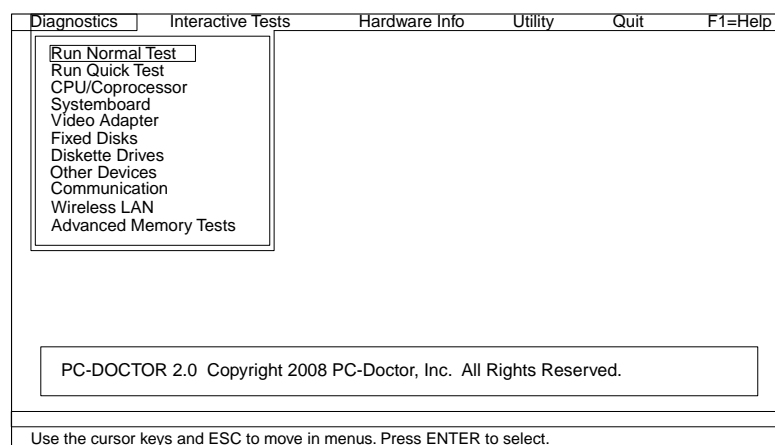 Diagnostics Interactive Tests Hardware Info Utility Quit F1=Help
Run Normal Test
Run Quick Test
CPU/Coprocessor
Systemboard
Video Adapter
Fixed Disks
Diskette Drives
Other Devices
Communication
Wireless LAN
Advanced Memory Tests
PC-DOCTOR 2.0 Copyright 2008 PC-Doctor, Inc. All Rights Reserved.
Use the cursor keys and ESC to move in menus. Press ENTER to select.